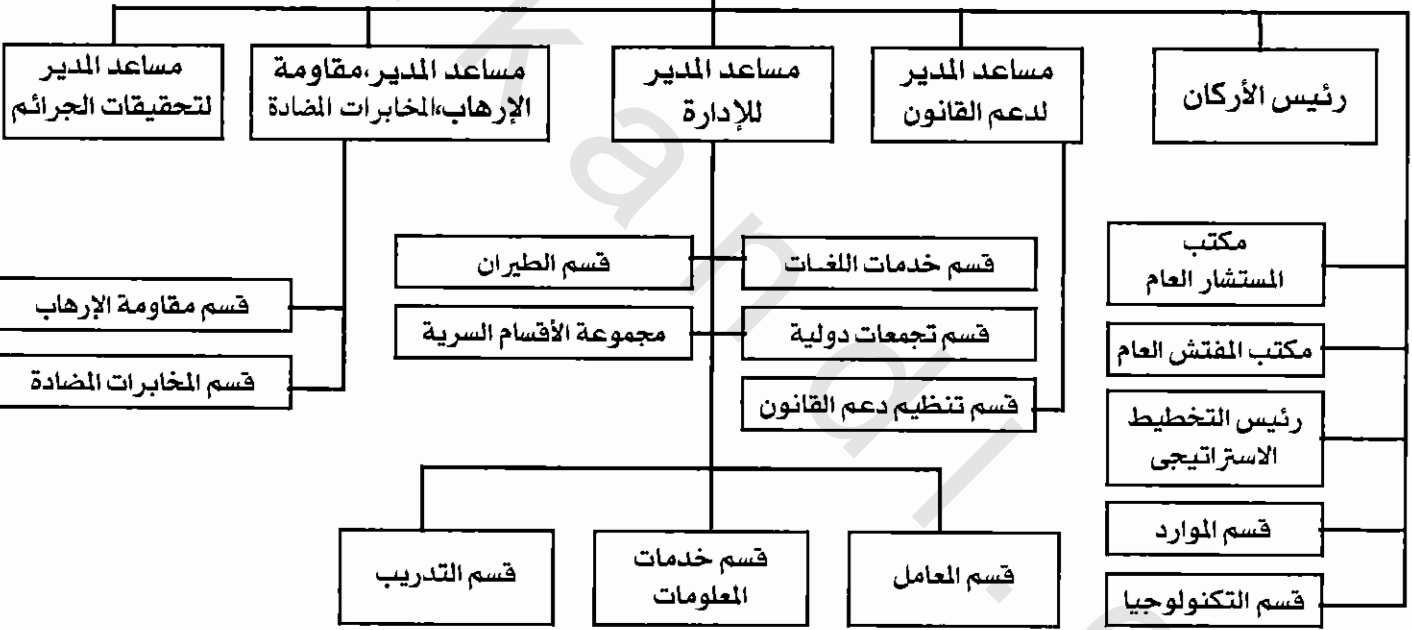 رئيس الأركان
مساعد المدير
لدعم القانون
مساعد المدير
للإدارة
مساعد المدير،مقاومة
الإرهاب،المخابرات المضادة
مساعد المدير
لتحقيقات الجرائم
مكتب
المستشار العام
مكتب المفتش العام
رئيس التخطيط
الاستراتيجى
قسم الموارد
قسم التكنولوجيا
قسم خدمات اللغات
قسم الطيران
قسم تجمعات دولية
مجموعة الأقسام السرية
قسم تنظيم دعم القانون
قسم مقاومة الإرهاب
قسم المخابرات المضادة
قسم المعامل
قسم خدمات
المعلومات
قسم التدريب